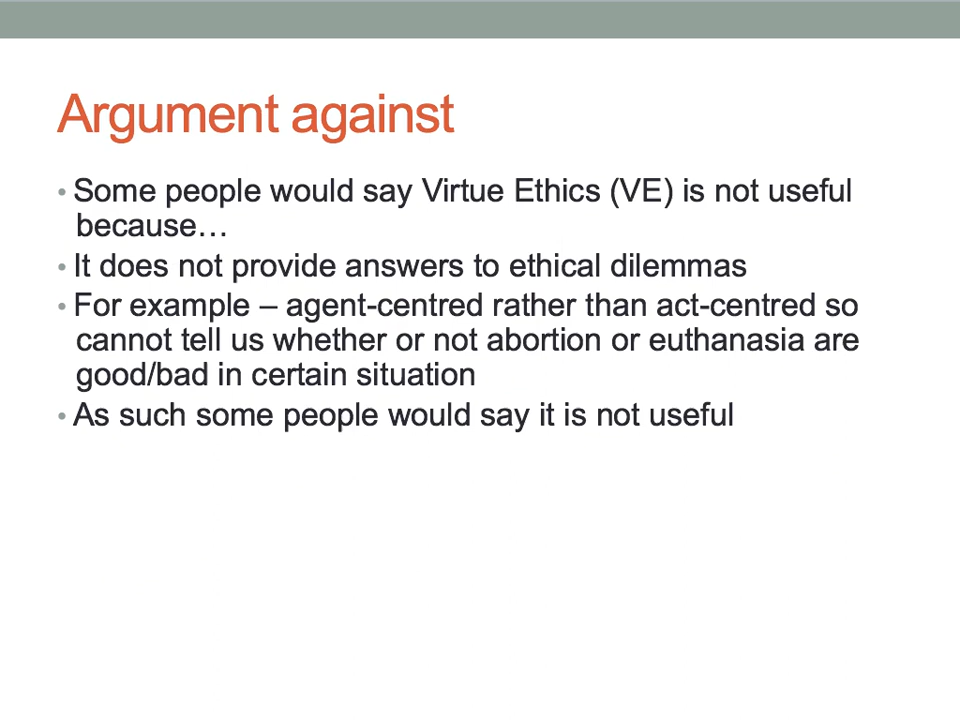 Argument against
• Some people would say Virtue Ethics (VE) is not useful
because…
• It does not provide answers to ethical dilemmas
• For example – agent-centred rather than act-centred so
cannot tell us whether or not abortion or euthanasia are
good/bad in certain situation
• As such some people would say it is not useful